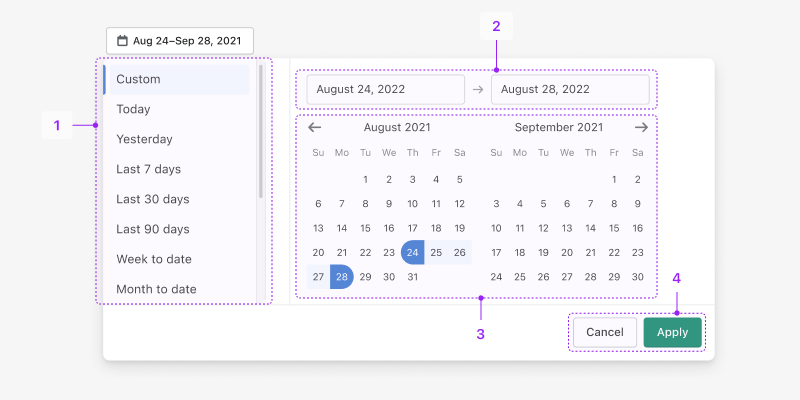 2
Aug 24–Sep 28, 2021
1
Custom
Today
Yesterday
Last 7 days
Last 30 days
Last 90 days
Week to date
Month to date
August 24, 2022 → August 28, 2022
← August 2021 September 2021 →
Su Mo Tu We Th Fr Sa Su Mo Tu We Th Fr Sa
1 2 3 4 5 1 2
6 7 8 9 10 11 12 3 4 5 6 7 8 9
13 14 15 16 17 18 19 10 11 12 13 14 15 16
20 21 22 23 24 25 26 17 18 19 20 21 22 23
27 28 29 30 31 24 25 26 27 28 29 30
3
4
Cancel Apply